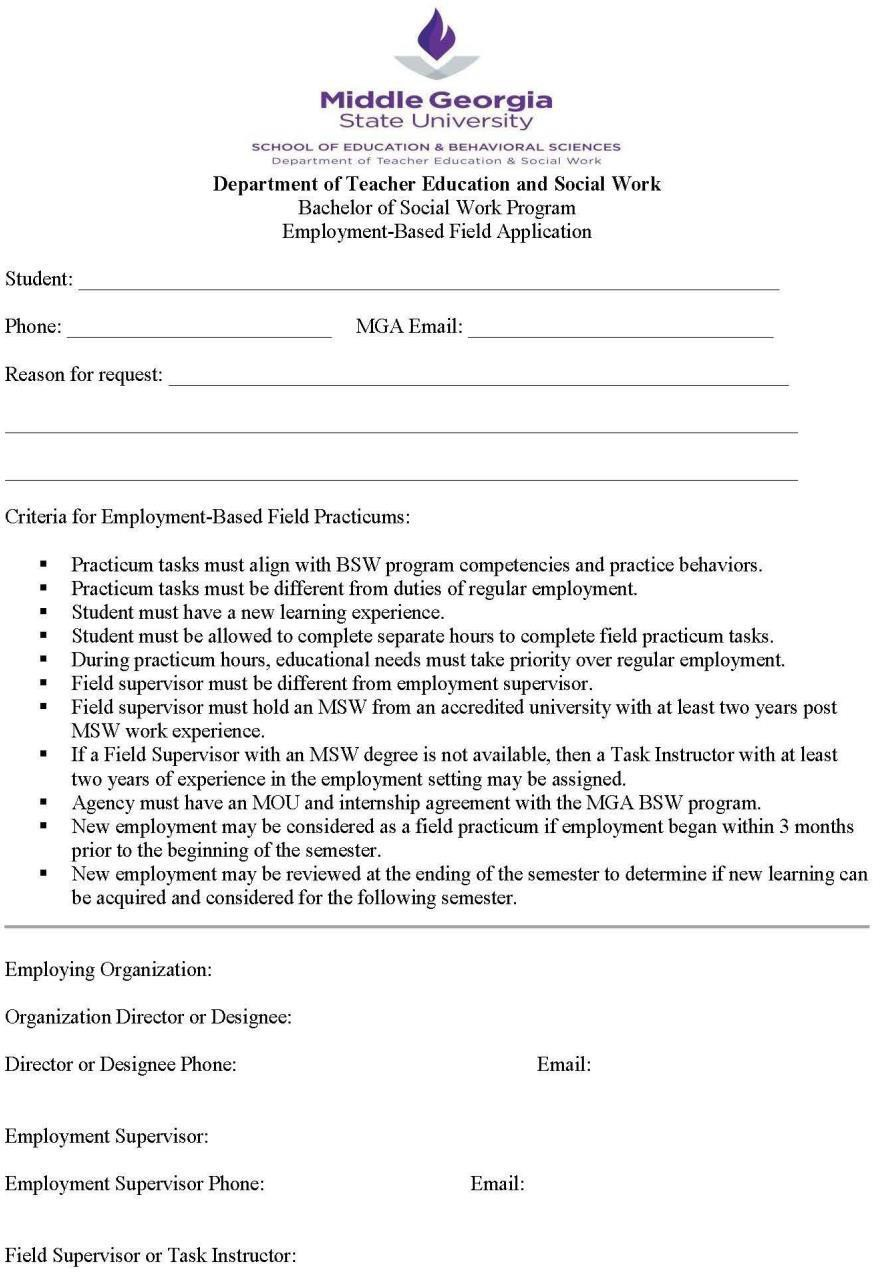 Middle Georgia
State University
SCHOOL OF EDUCATION & BEHAVIORAL SCIENCES
Department of Teacher Education & Social Work
Department of Teacher Education and Social Work
Bachelor of Social Work Program
Employment-Based Field Application
Student:
Phone: MGA Email:
Reason for request:
Criteria for Employment-Based Field Practicums:
▪ Practicum tasks must align with BSW program competencies and practice behaviors.
▪ Practicum tasks must be different from duties of regular employment.
▪ Student must have a new learning experience.
▪ Student must be allowed to complete separate hours to complete field practicum tasks.
▪ During practicum hours, educational needs must take priority over regular employment.
▪ Field supervisor must be different from employment supervisor.
▪ Field supervisor must hold an MSW from an accredited university with at least two years post
MSW work experience.
▪ If a Field Supervisor with an MSW degree is not available, then a Task Instructor with at least
two years of experience in the employment setting may be assigned.
▪ Agency must have an MOU and internship agreement with the MGA BSW program.
▪ New employment may be considered as a field practicum if employment began within 3 months
prior to the beginning of the semester.
▪ New employment may be reviewed at the ending of the semester to determine if new learning can
be acquired and considered for the following semester.
Employing Organization:
Organization Director or Designee:
Director or Designee Phone: Email:
Employment Supervisor:
Employment Supervisor Phone: Email:
Field Supervisor or Task Instructor: